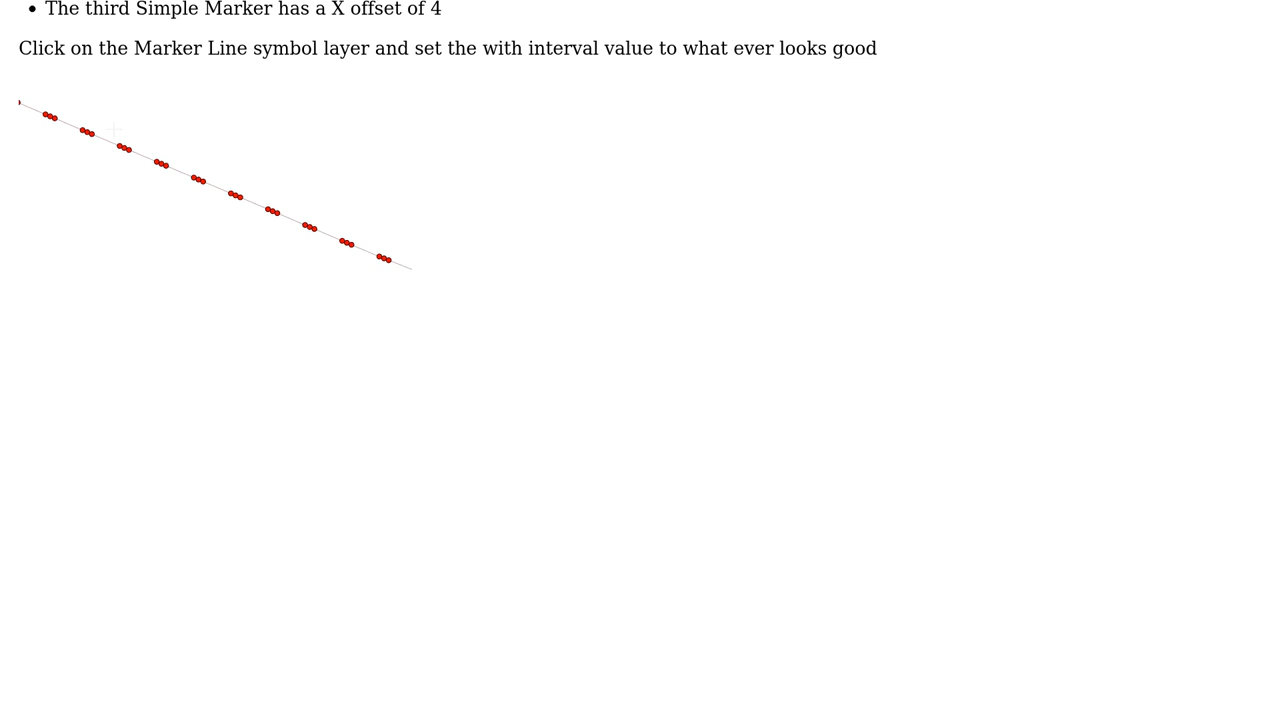 The third Simple Marker has a X offset of 4
Click on the Marker Line symbol layer and set the with interval value to what ever looks good